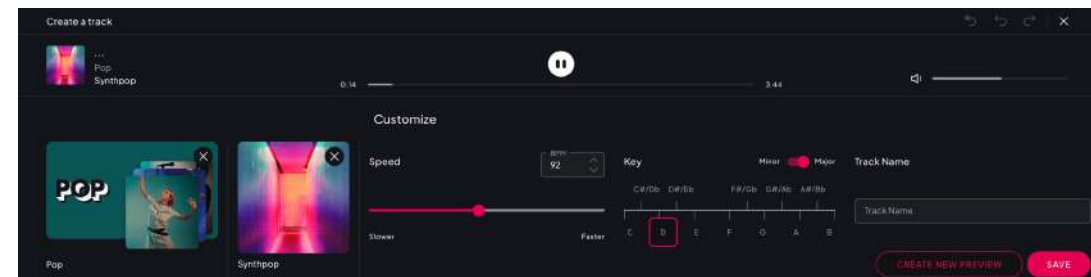 Create a track
...
Pop
Synthpop
0:14
3:44
Customize
Speed
BPM
92
Key
Minor
Major
Track Name
C#/Db D#/Eb F#/Gb G#/Ab A#/Bb
C D E F G A B
Track Name
Slower
Faster
POP
Pop
Synthpop
CREATE NEW PREVIEW
SAVE